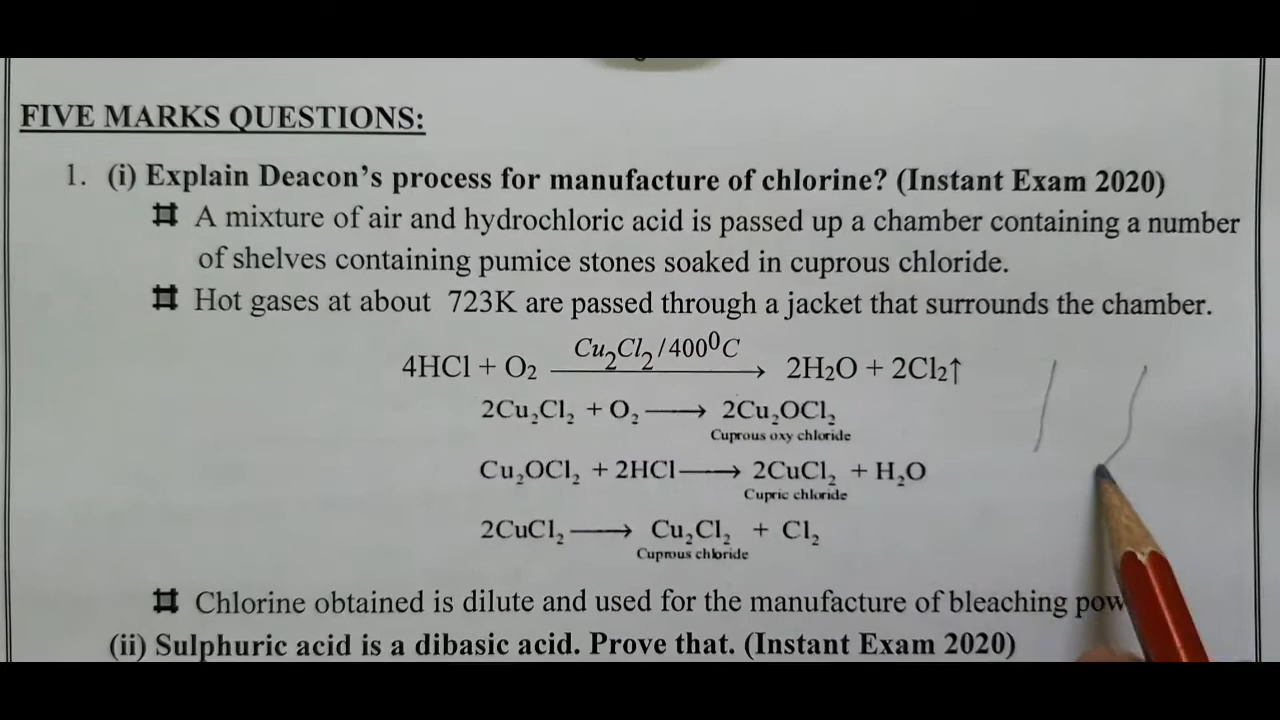 FIVE MARKS QUESTIONS:
1. (i) Explain Deacon's process for manufacture of chlorine? (Instant Exam 2020)
A mixture of air and hydrochloric acid is passed up a chamber containing a number
of shelves containing pumice stones soaked in cuprous chloride.
Hot gases at about 723K are passed through a jacket that surrounds the chamber.
Cu₂Cl₂/400⁰C
4HCl + O₂ ⟶ 2H₂O + 2Cl₂↑
2Cu₂Cl₂ + O₂ ⟶ 2Cu₂OCl₂
Cuprous oxy chloride
Cu₂OCl₂ + 2HCl ⟶ 2CuCl₂ + H₂O
Cupric chloride
2CuCl₂ ⟶ Cu₂Cl₂ + Cl₂
Cuprous chloride
Chlorine obtained is dilute and used for the manufacture of bleaching
(ii) Sulphuric acid is a dibasic acid. Prove that. (Instant Exam 2020)